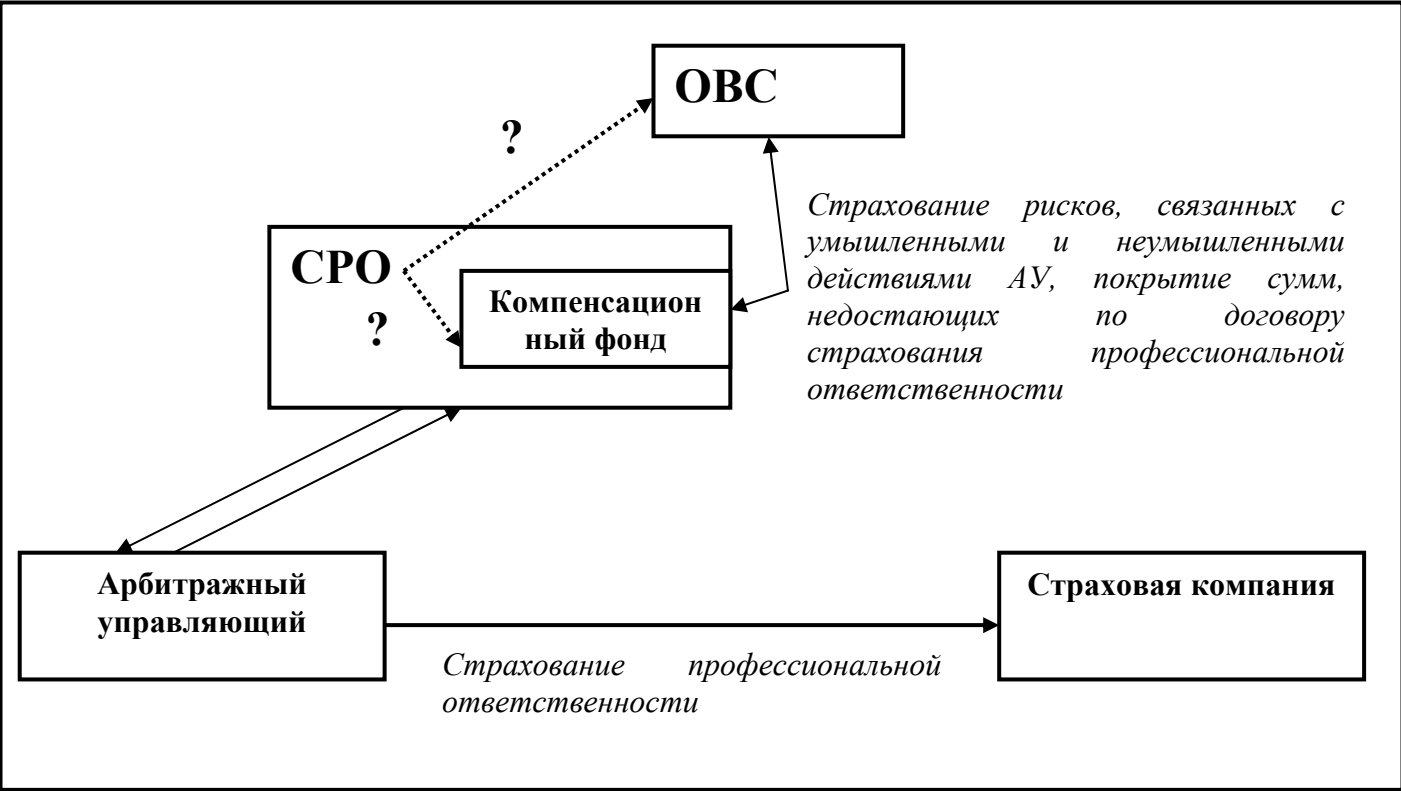 ОВС
?
СРО
?
Компенсацион
ный фонд
Страхование рисков, связанных с
умышленными и неумышленными
действиями АУ, покрытие сумм,
недостающих по договору
страхования профессиональной
ответственности
Арбитражный
управляющий
Страховая компания
Страхование профессиональной
ответственности